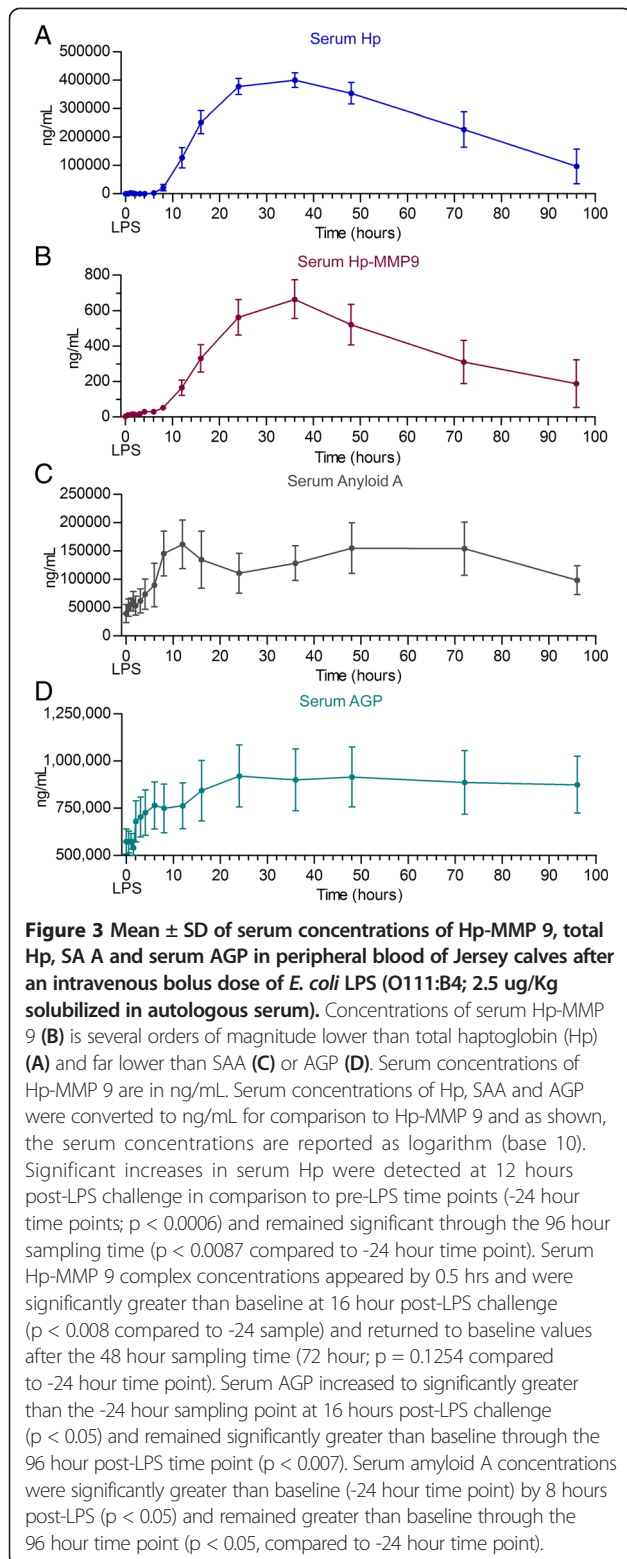 A
Serum Hp
500000
400000
300000
200000
100000
0
ng/mL
0 10 20 30 40 50 60 70 80 90 100
LPS
Time (hours)
B
Serum Hp-MMP9
800
600
400
200
0
ng/mL
0 10 20 30 40 50 60 70 80 90 100
LPS
Time (hours)
C
Serum Anyloid A
250000
200000
150000
100000
50000
0
ng/mL
0 10 20 30 40 50 60 70 80 90 100
LPS
Time (hours)
D
Serum AGP
1,250,000
1,000,000
750,000
500,000
ng/mL
0 10 20 30 40 50 60 70 80 90 100
LPS
Time (hours)
Figure 3 Mean ± SD of serum concentrations of Hp-MMP 9, total
Hp, SA A and serum AGP in peripheral blood of Jersey calves after
an intravenous bolus dose of E. coli LPS (O111:B4; 2.5 ug/Kg
solubilized in autologous serum). Concentrations of serum Hp-MMP
9 (B) is several orders of magnitude lower than total haptoglobin (Hp)
(A) and far lower than SAA (C) or AGP (D). Serum concentrations of
Hp-MMP 9 are in ng/mL. Serum concentrations of Hp, SAA and AGP
were converted to ng/mL for comparison to Hp-MMP 9 and as shown,
the serum concentrations are reported as logarithm (base 10).
Significant increases in serum Hp were detected at 12 hours
post-LPS challenge in comparison to pre-LPS time points (-24 hour
time points; p < 0.0006) and remained significant through the 96 hour
sampling time (p < 0.0087 compared to -24 hour time point). Serum
Hp-MMP 9 complex concentrations appeared by 0.5 hrs and were
significantly greater than baseline at 16 hour post-LPS challenge
(p < 0.008 compared to -24 sample) and returned to baseline values
after the 48 hour sampling time (72 hour; p = 0.1254 compared
to -24 hour time point). Serum AGP increased to significantly greater
than the -24 hour sampling point at 16 hours post-LPS challenge
(p < 0.05) and remained significantly greater than baseline through the
96 hour post-LPS time point (p < 0.007). Serum amyloid A concentrations
were significantly greater than baseline (-24 hour time point) by 8 hours
post-LPS (p < 0.05) and remained greater than baseline through the
96 hour time point (p < 0.05, compared to -24 hour time point).